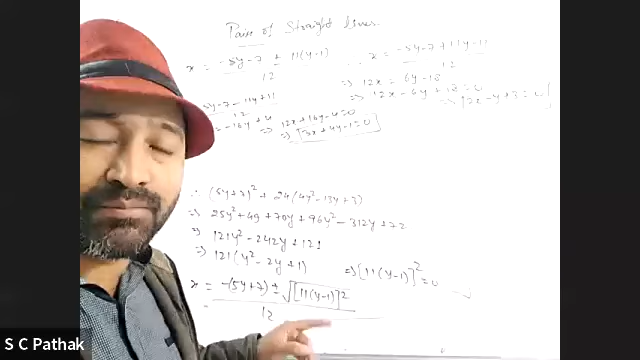 Pair of Straight lines.
x = -5y-7 ± 11(y-1)
12
5y-7-11y+11
12
= -16y+4 ⇒ 12x+16y-4=0
⇒ [3x+4y-1=0]
∴ x = -5y-7+11y-11
12
⇒ 12x = 6y-18
⇒ 12x-6y+18=0
⇒ [2x-y+3=0]
∴ (5y+7)² + 24(4y²-13y+3)
⇒ 25y²+49+70y+96y²-312y+72
⇒ 121y²-242y+121
⇒ 121(y²-2y+1) ⇒ [11(y-1)]²=0
x = -(5y+7) ± √[11(y-1)]²
12
S C Pathak